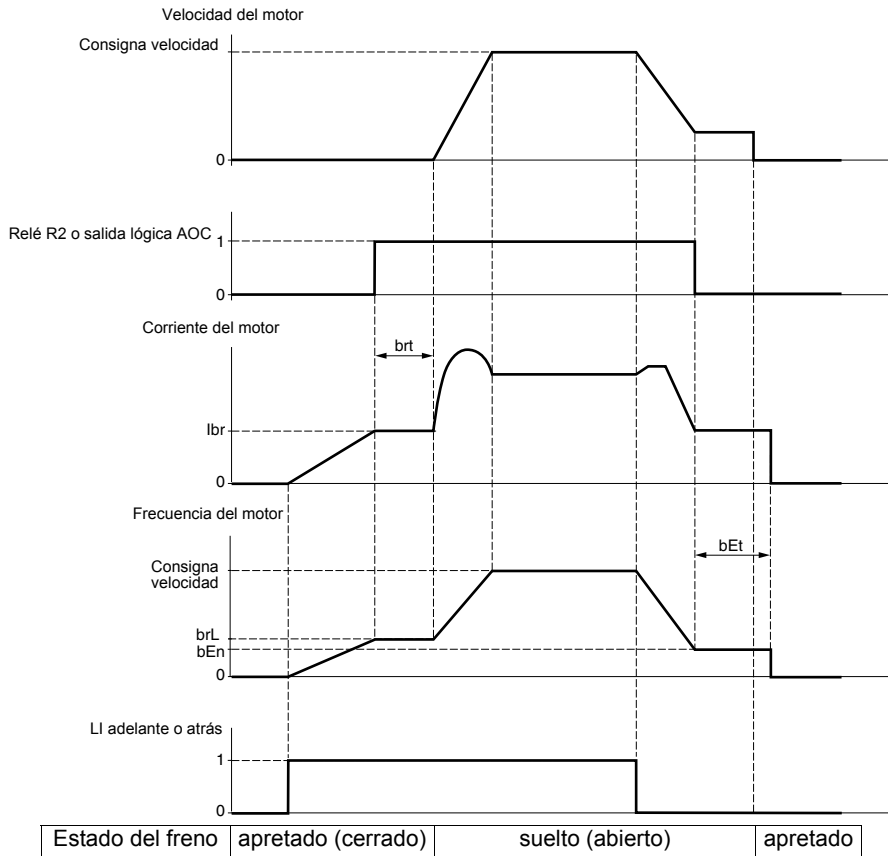 Velocidad del motor
Consigna velocidad
0
Relé R2 o salida lógica AOC
1
0
Corriente del motor
brt
Ibr
0
Frecuencia del motor
Consigna
velocidad
bEt
brL
bEn
0
LI adelante o atrás
1
0
Estado del freno apretado (cerrado) suelto (abierto) apretado